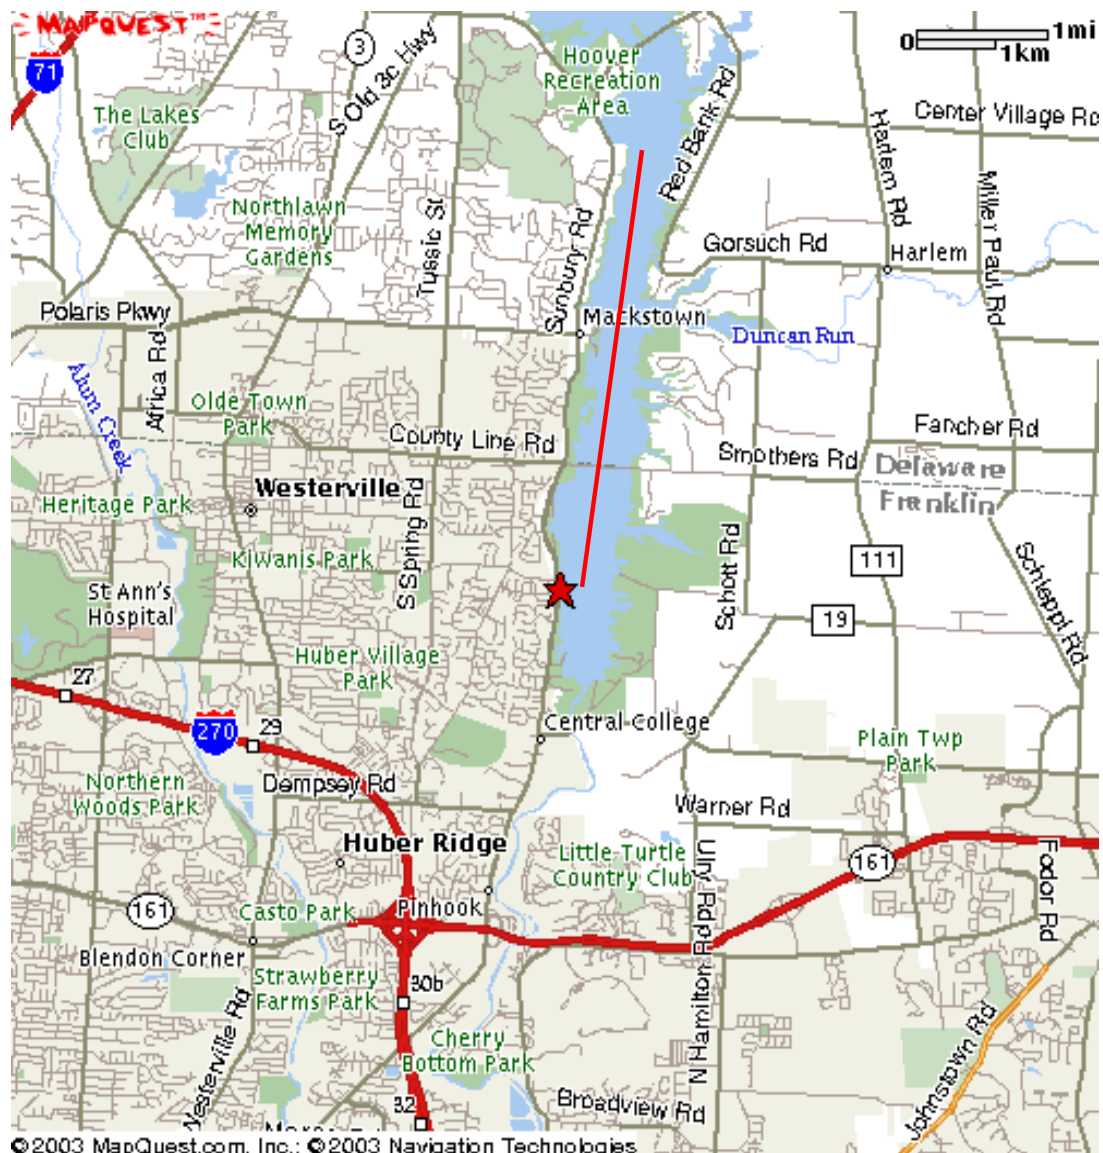 MAPQUEST™
0 1mi
1km
71
3
S Old 3c Hwy
Hoover
Recreation
Area
Red Bank Rd
Center Village Rd
The Lakes
Club
Harlem Rd
Miller Paul Rd
Northlawn
Memory
Gardens
Tussic St
Sunbury Rd
Gorsuch Rd
Harlem
Polaris Pkwy
Mackstown
Duncan Run
Africa Rd
Alum Creek
Olde Town
Park
County Line Rd
Fancher Rd
Smothers Rd
Delaware
Franklin
Westerville
Heritage Park
S Spring Rd
Kiwanis Park
Schott Rd
111
Schleppi Rd
St Ann's
Hospital
19
Huber Village
Park
27
270
29
Central College
Plain Twp
Park
Northern
Woods Park
Dempsey Rd
Warner Rd
Huber Ridge
Little Turtle
Country Club
Ulry Rd
161
Fodor Rd
161
Casto Park
Pinhook
Blendon Corner
Strawberry
Farms Park
30b
N Hamilton Rd
Westerville Rd
Cherry
Bottom Park
Johnstown Rd
32
Broadview Rd
©2003 MapQuest.com, Inc.; ©2003 Navigation Technologies